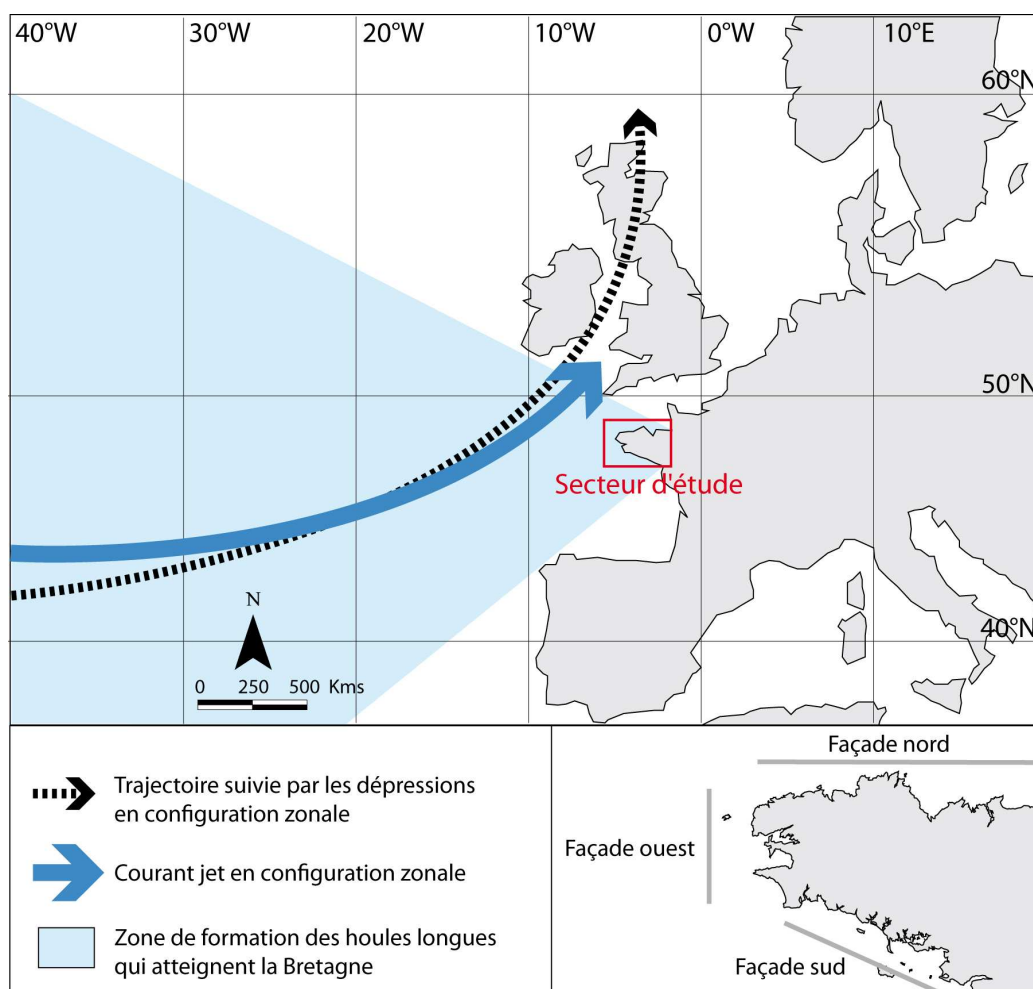 40°W 30°W 20°W 10°W 0°W 10°E
60°N
50°N
Secteur d'étude
40°N
N
0 250 500 Kms
Trajectoire suivie par les dépressions
en configuration zonale
Courant jet en configuration zonale
Zone de formation des houles longues
qui atteignent la Bretagne
Façade nord
Façade ouest
Façade sud